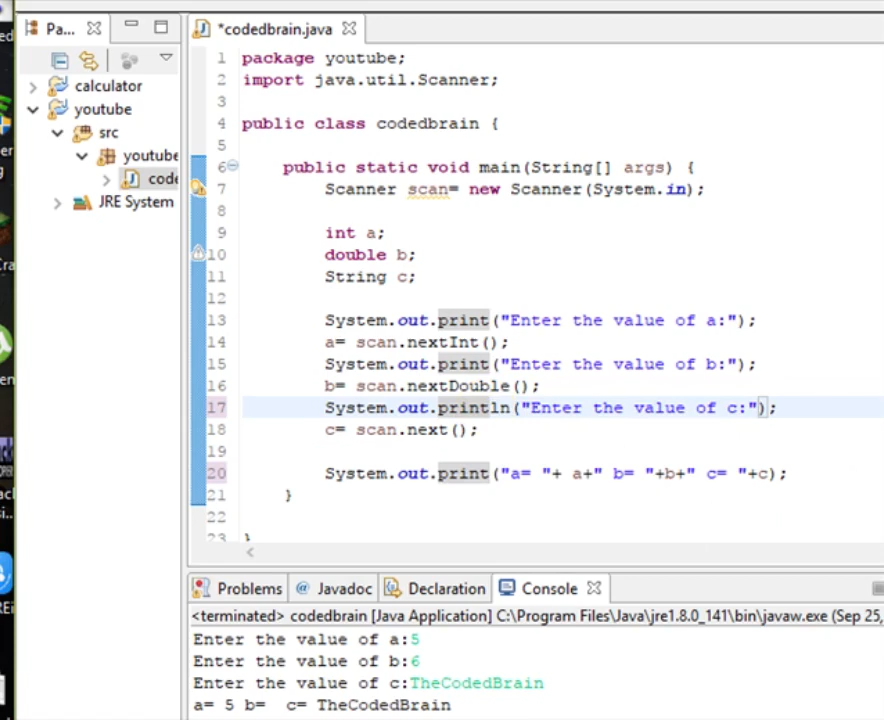 Pa...
*codedbrain.java
calculator
youtube
src
youtube
code
JRE System
1 package youtube;
2 import java.util.Scanner;
3
4 public class codedbrain {
5
6 public static void main(String[] args) {
7 Scanner scan= new Scanner(System.in);
8
9 int a;
10 double b;
11 String c;
12
13 System.out.print("Enter the value of a:");
14 a= scan.nextInt();
15 System.out.print("Enter the value of b:");
16 b= scan.nextDouble();
17 System.out.println("Enter the value of c:");
18 c= scan.next();
19
20 System.out.print("a= "+ a+" b= "+b+" c= "+c);
21 }
22
23 }
Problems @ Javadoc Declaration Console
<terminated> codedbrain [Java Application] C:\Program Files\Java\jre1.8.0_141\bin\javaw.exe (Sep 25,
Enter the value of a:5
Enter the value of b:6
Enter the value of c:TheCodedBrain
a= 5 b=  c= TheCodedBrain